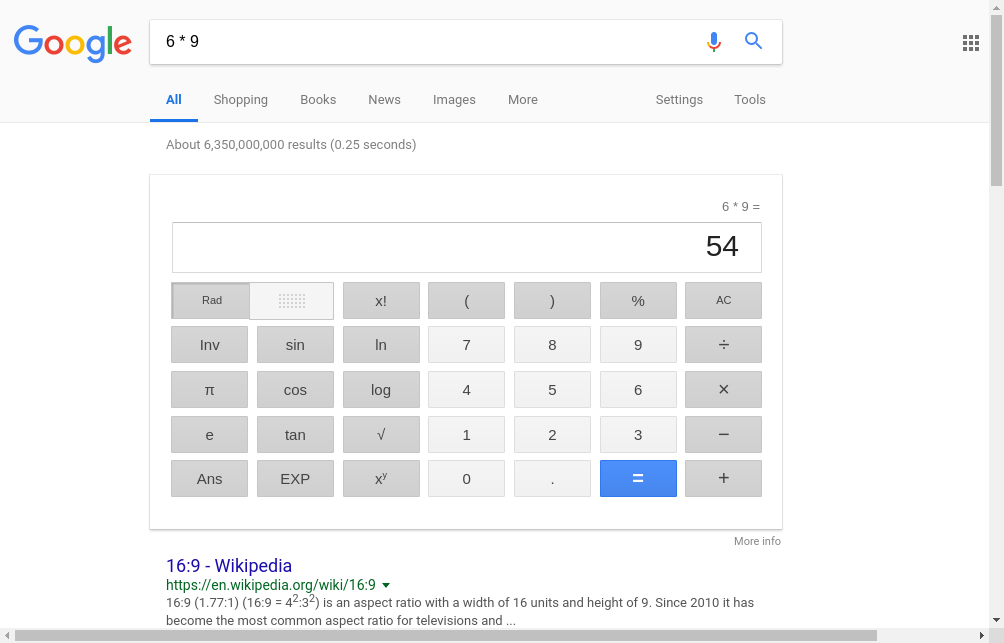 Google
6 * 9
All Shopping Books News Images More Settings Tools
About 6,350,000,000 results (0.25 seconds)
6 * 9 =
54
Rad x! ( ) % AC
Inv sin ln 7 8 9 ÷
π cos log 4 5 6 ×
e tan √ 1 2 3 −
Ans EXP xʸ 0 . = +
More info
16:9 - Wikipedia
https://en.wikipedia.org/wiki/16:9
16:9 (1.77:1) (16:9 = 4²:3²) is an aspect ratio with a width of 16 units and height of 9. Since 2010 it has
become the most common aspect ratio for televisions and ...